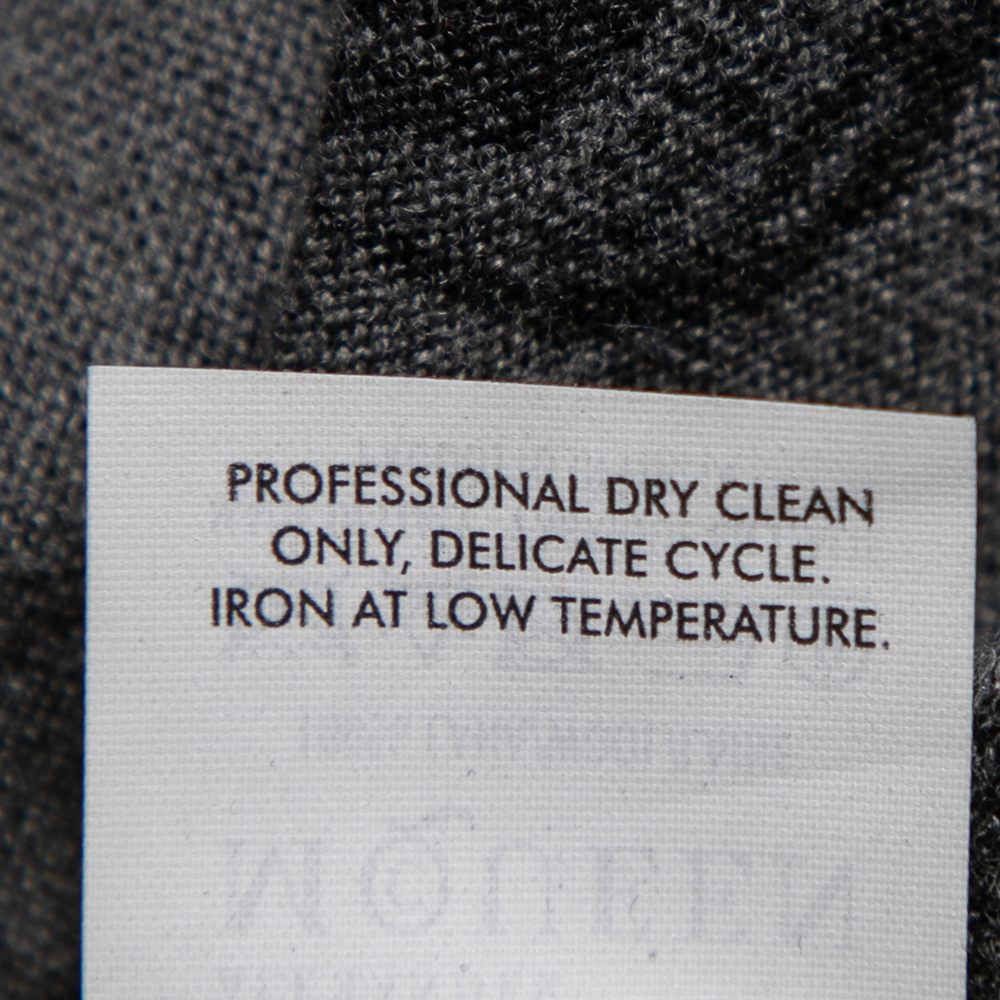 PROFESSIONAL DRY CLEAN
ONLY, DELICATE CYCLE.
IRON AT LOW TEMPERATURE.